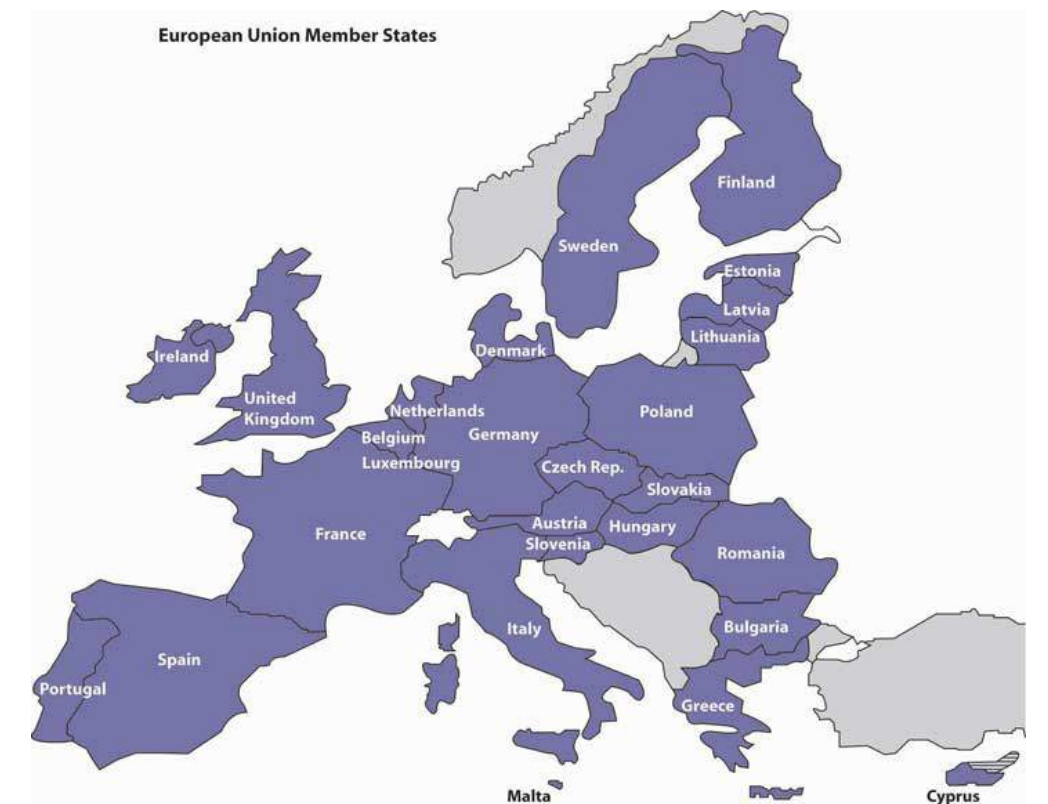 European Union Member States
Finland
Sweden
Estonia
Latvia
Lithuania
Denmark
Ireland
United
Kingdom
Netherlands
Poland
Belgium
Germany
Luxembourg
Czech Rep.
Slovakia
France
Austria
Hungary
Slovenia
Romania
Italy
Bulgaria
Spain
Portugal
Greece
Malta
Cyprus